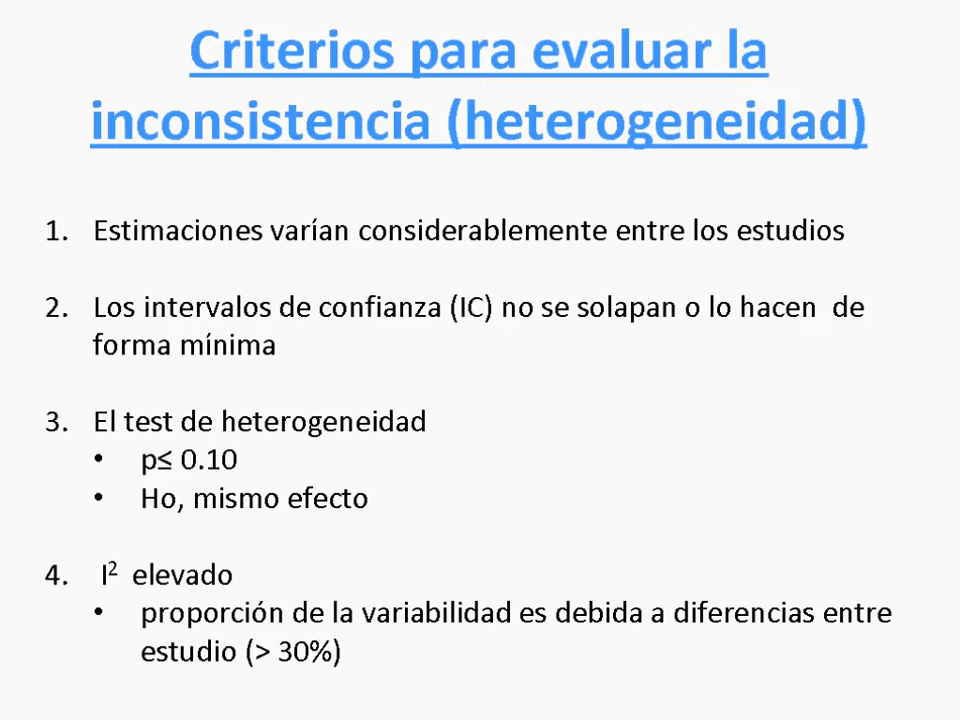 Criterios para evaluar la
inconsistencia (heterogeneidad)
1. Estimaciones varían considerablemente entre los estudios
2. Los intervalos de confianza (IC) no se solapan o lo hacen de
forma mínima
3. El test de heterogeneidad
• p≤ 0.10
• Ho, mismo efecto
4. I² elevado
• proporción de la variabilidad es debida a diferencias entre
estudio (> 30%)